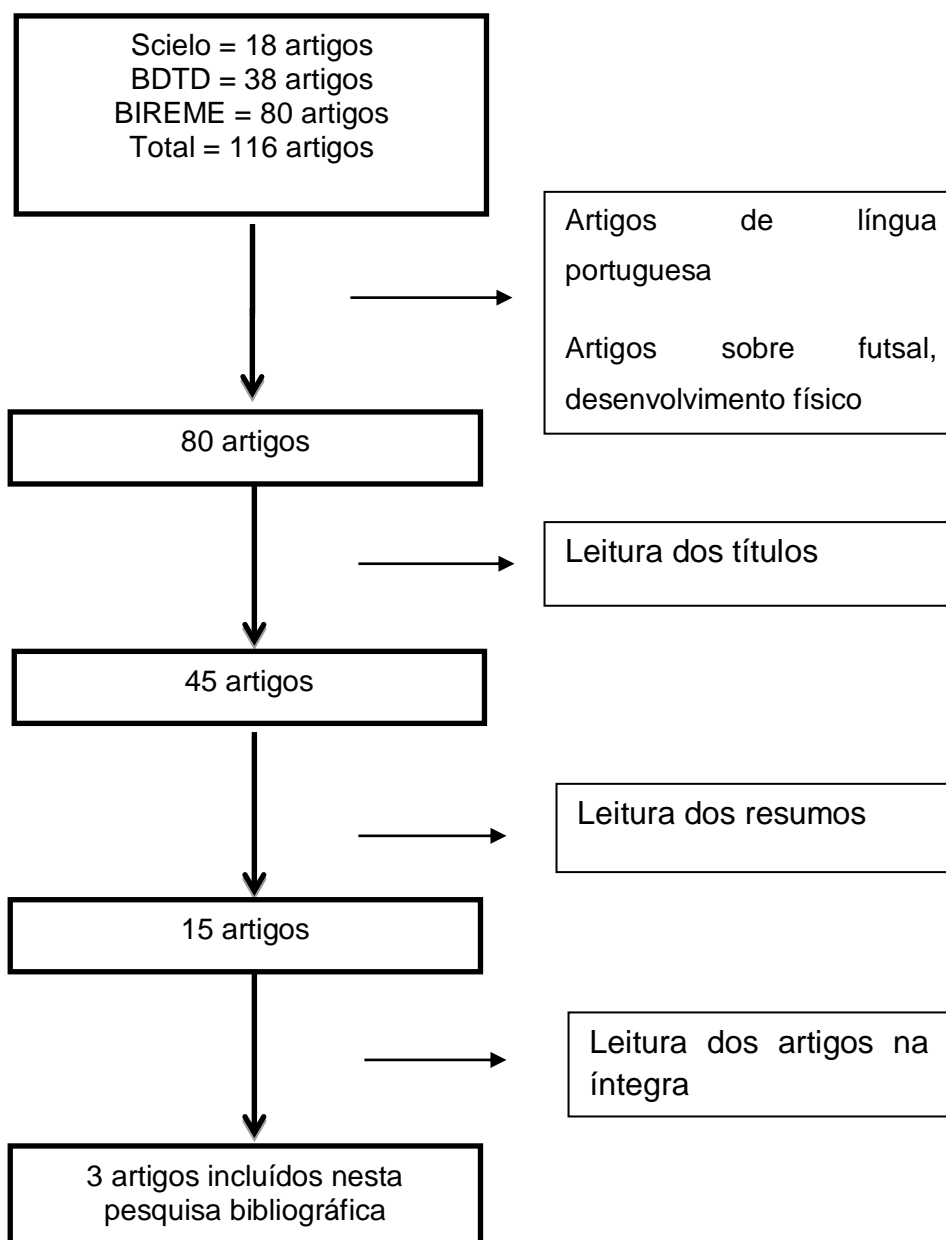 Scielo = 18 artigos
BDTD = 38 artigos
BIREME = 80 artigos
Total = 116 artigos
Artigos de língua
portuguesa
Artigos sobre futsal,
desenvolvimento físico
80 artigos
Leitura dos títulos
45 artigos
Leitura dos resumos
15 artigos
Leitura dos artigos na
íntegra
3 artigos incluídos nesta
pesquisa bibliográfica